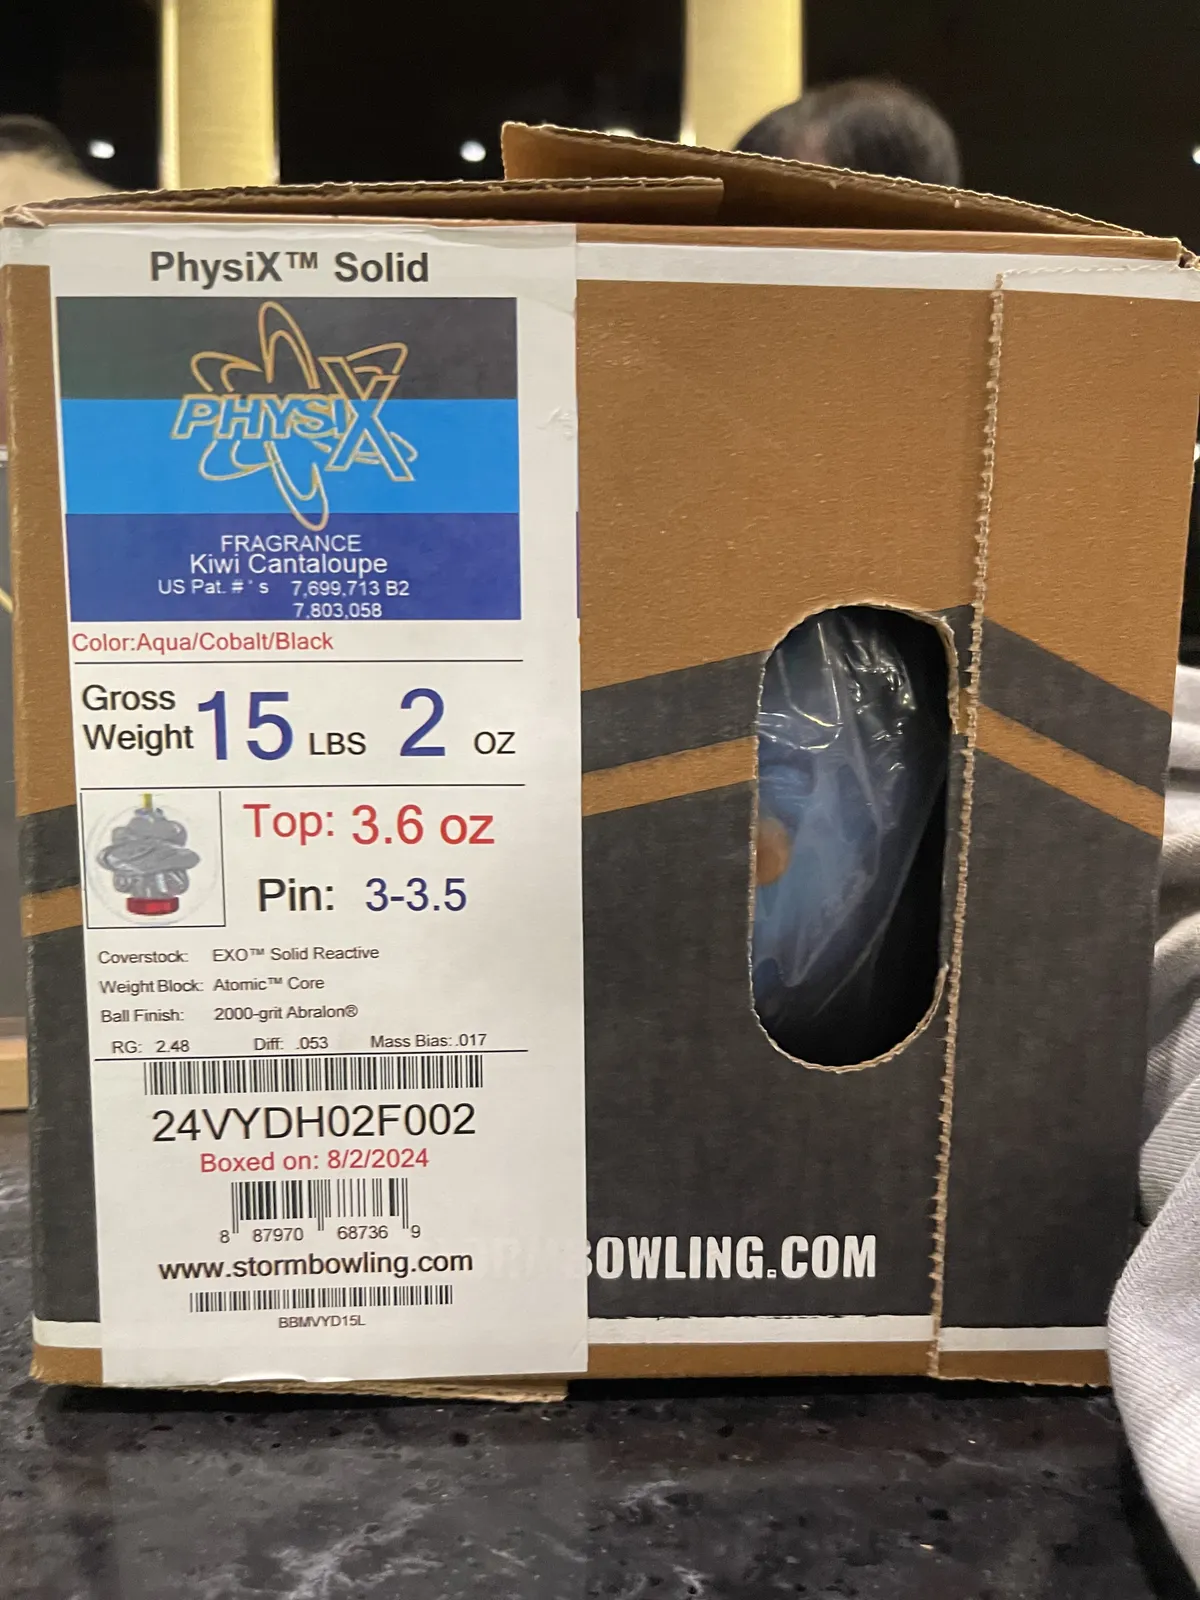 PhysiX™ Solid
PHYSIX
FRAGRANCE
Kiwi Cantaloupe
US Pat. #'s 7,699,713 B2
7,803,058
Color:Aqua/Cobalt/Black
Gross Weight 15 LBS 2 OZ
Top: 3.6 oz
Pin: 3-3.5
Coverstock: EXO™ Solid Reactive
Weight Block: Atomic™ Core
Ball Finish: 2000-grit Abralon®
RG: 2.48 Diff: .053 Mass Bias: .017
24VYDH02F002
Boxed on: 8/2/2024
8 87970 68736 9
www.stormbowling.com
BBMVYD15L
BOWLING.COM